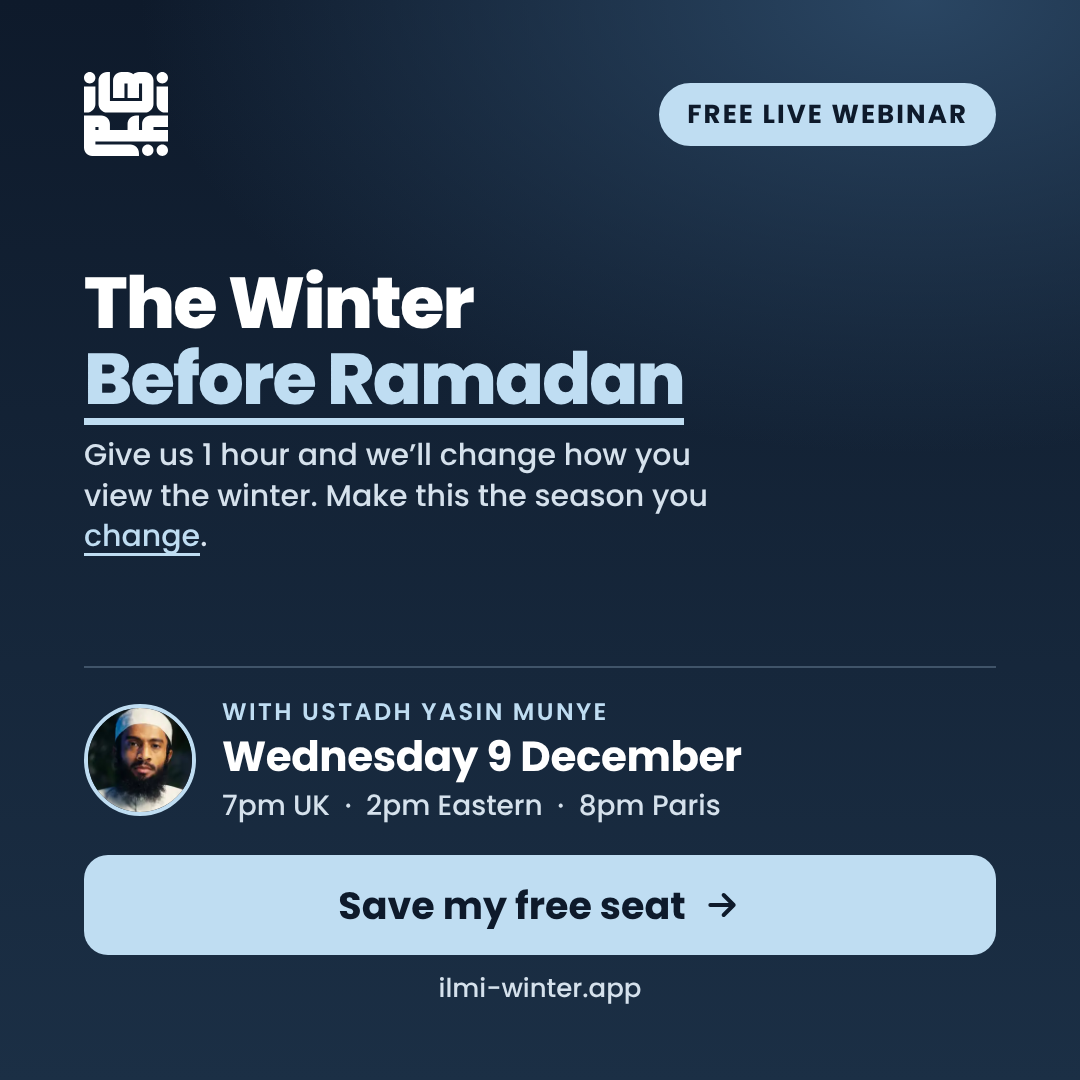 FREE LIVE WEBINAR
The Winter
Before Ramadan
Give us 1 hour and we’ll change how you
view the winter. Make this the season you
change.
WITH USTADH YASIN MUNYE
Wednesday 9 December
7pm UK · 2pm Eastern · 8pm Paris
Save my free seat →
ilmi-winter.app